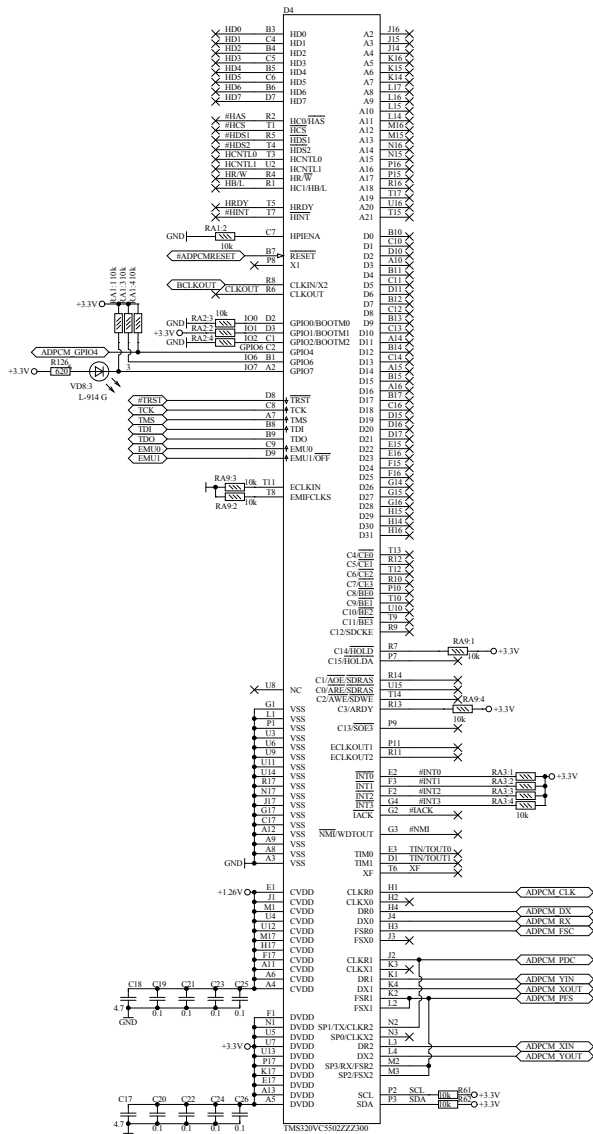 D4
HD0 B3 HD0 A2 J16
HD1 C4 HD1 A3 J15
HD2 B4 HD2 A4 J14
HD3 C5 HD3 A5 K16
HD4 B5 HD4 A6 K15
HD5 C6 HD5 A7 K14
HD6 B6 HD6 A8 L17
HD7 D7 HD7 A9 L16
A10 L15
#HAS R2 HC0/HAS A11 L14
#HCS T1 HCS A12 M16
#HDS1 R5 HDS1 A13 M15
#HDS2 T4 HDS2 A14 N16
HCNTL0 T3 HCNTL0 A15 N15
HCNTL1 U2 HCNTL1 A16 P16
HR/W R4 HR/W A17 P15
HB/L R1 HC1/HB/L A18 R16
A19 T17
HRDY T5 HRDY A20 U16
#HINT T7 HINT A21 T15
RA1:2
GND 10k C7 HPIENA D0 B10
D1 C10
#ADPCMRESET B7 RESET D2 D10
P8 X1 D3 A10
D4 B11
BCLKOUT R8 CLKIN/X2 D5 C11
CLKOUT R6 CLKOUT D6 D11
D7 B12
D8 C12
RA1:1 10k
RA1:3 10k
RA1:4 10k
+3.3V
10k
GND RA2:3 IO0 D2 GPIO0/BOOTM0 D9 B13
+3.3V RA2:2 IO1 D3 GPIO1/BOOTM1 D10 C13
GND RA2:4 IO2 C1 GPIO2/BOOTM2 D11 A14
ADPCM_GPIO4 GPIO6 C2 GPIO4 D12 B14
IO6 B1 GPIO6 D13 C14
+3.3V R126 620 3 IO7 A2 GPIO7 D14 A15
VD8:3 D15 B15
L-914 G D16 A16
#TRST D8 TRST D17 B17
TCK C8 TCK D18 C16
TMS A7 TMS D19 D15
TDI B8 TDI D20 D16
TDO B9 TDO D21 D17
EMU0 C9 EMU0 D22 E15
EMU1 D9 EMU1/OFF D23 E16
D24 F15
D25 F16
RA9:3 10k T11 ECLKIN D26 G14
RA9:2 10k T8 EMIFCLKS D27 G15
D28 G16
D29 H15
D30 H14
D31 H16
C4/CE0 T13
C5/CE1 R12
C6/CE2 T12
C7/CE3 R10
C8/BE0 P10
C9/BE1 T10
C10/BE2 U10
C11/BE3 T9
C12/SDCKE R9
C14/HOLD R7 RA9:1 10k +3.3V
C15/HOLDA P7
C1/AOE/SDRAS R14
U8 NC C0/ARE/SDRAS U15
C2/AWE/SDWE T14
G1 VSS C3/ARDY R13 RA9:4 10k +3.3V
L1 VSS
P1 VSS C13/SOE3 P9
U3 VSS
U6 VSS ECLKOUT1 P11
U9 VSS ECLKOUT2 R11
U11 VSS
U14 VSS INT0 E2 #INT0 RA3:1 +3.3V
R17 VSS INT1 F3 #INT1 RA3:2
N17 VSS INT2 F2 #INT2 RA3:3
J17 VSS INT3 G4 #INT3 RA3:4
G17 VSS IACK G2 #IACK 10k
C17 VSS
A12 VSS NMI/WDTOUT G3 #NMI
A9 VSS
A8 VSS TIM0 E3 TIN/TOUT0
GND A3 VSS TIM1 D1 TIN/TOUT1
XF T6 XF
+1.26V E1 CVDD CLKR0 H1 ADPCM_CLK
J1 CVDD CLKX0 H2
M1 CVDD DR0 H4 ADPCM_DX
U4 CVDD DX0 J4 ADPCM_RX
U12 CVDD FSR0 H3 ADPCM_FSC
M17 CVDD FSX0 J3
H17 CVDD
F17 CVDD CLKR1 J2 ADPCM_PDC
A11 CVDD CLKX1 K3
A6 CVDD DR1 K1 ADPCM_YIN
C18 C19 C21 C23 C25 A4 CVDD DX1 K4 ADPCM_XOUT
4.7 0.1 0.1 0.1 0.1 FSR1 K2 ADPCM_PFS
GND FSX1 L2
F1 DVDD
N1 DVDD SP1/TX/CLKR2 N2
U5 DVDD SP0/CLKX2 N3
+3.3V U7 DVDD DR2 L3 ADPCM_XIN
U13 DVDD DX2 L4 ADPCM_YOUT
P17 DVDD SP3/RX/FSR2 M2
K17 DVDD SP2/FSX2 M3
E17 DVDD
A13 DVDD SCL P2 SCL R61 10k +3.3V
C17 C20 C22 C24 C26 A5 DVDD SDA P3 SDA R62 10k +3.3V
4.7 0.1 0.1 0.1 0.1
GND
TMS320VC5502ZZZ300